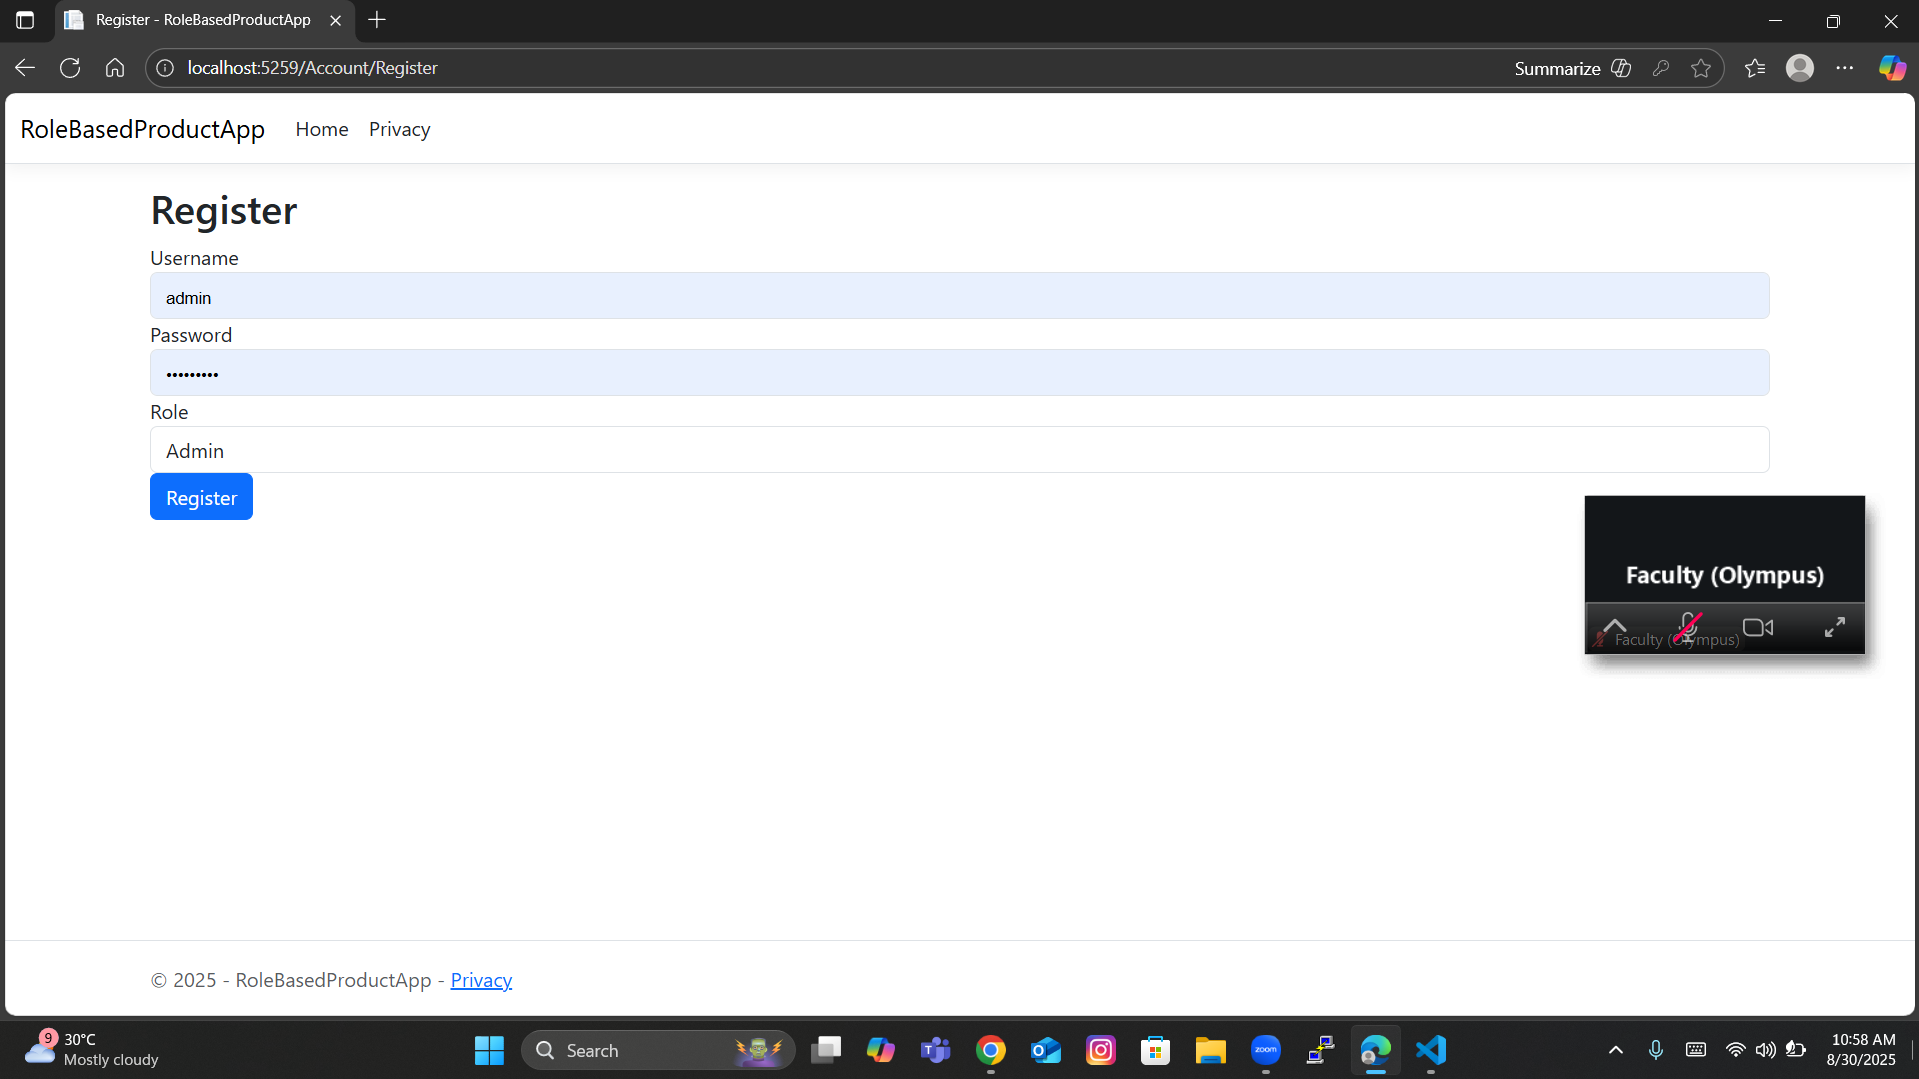 Register - RoleBasedProductApp
localhost:5259/Account/Register
Summarize
RoleBasedProductApp Home Privacy
Register
Username
admin
Password
•••••••••
Role
Admin
Register
Faculty (Olympus)
Faculty (Olympus)
© 2025 - RoleBasedProductApp - Privacy
9
30°C
Mostly cloudy
Search
zoom
10:58 AM
8/30/2025